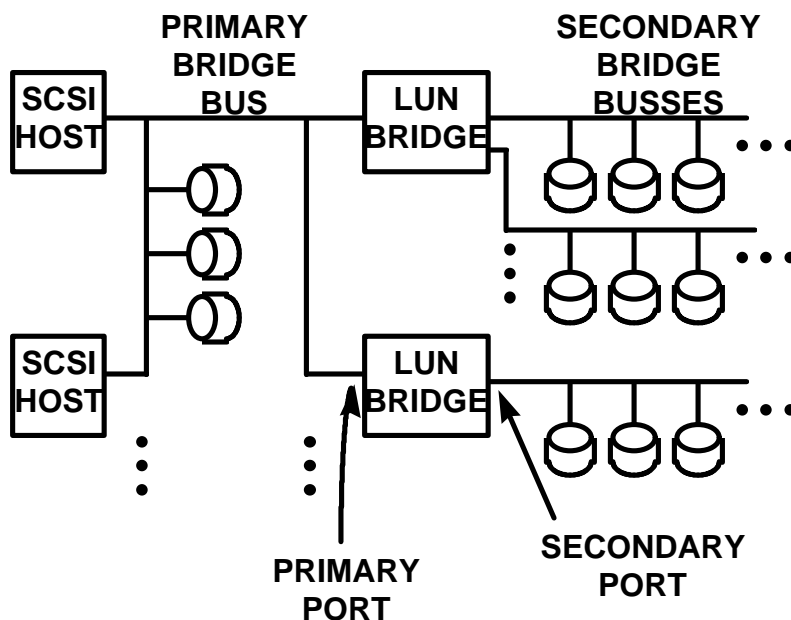 PRIMARY
BRIDGE
BUS
SECONDARY
BRIDGE
BUSSES
SCSI
HOST
LUN
BRIDGE
SCSI
HOST
LUN
BRIDGE
PRIMARY
PORT
SECONDARY
PORT